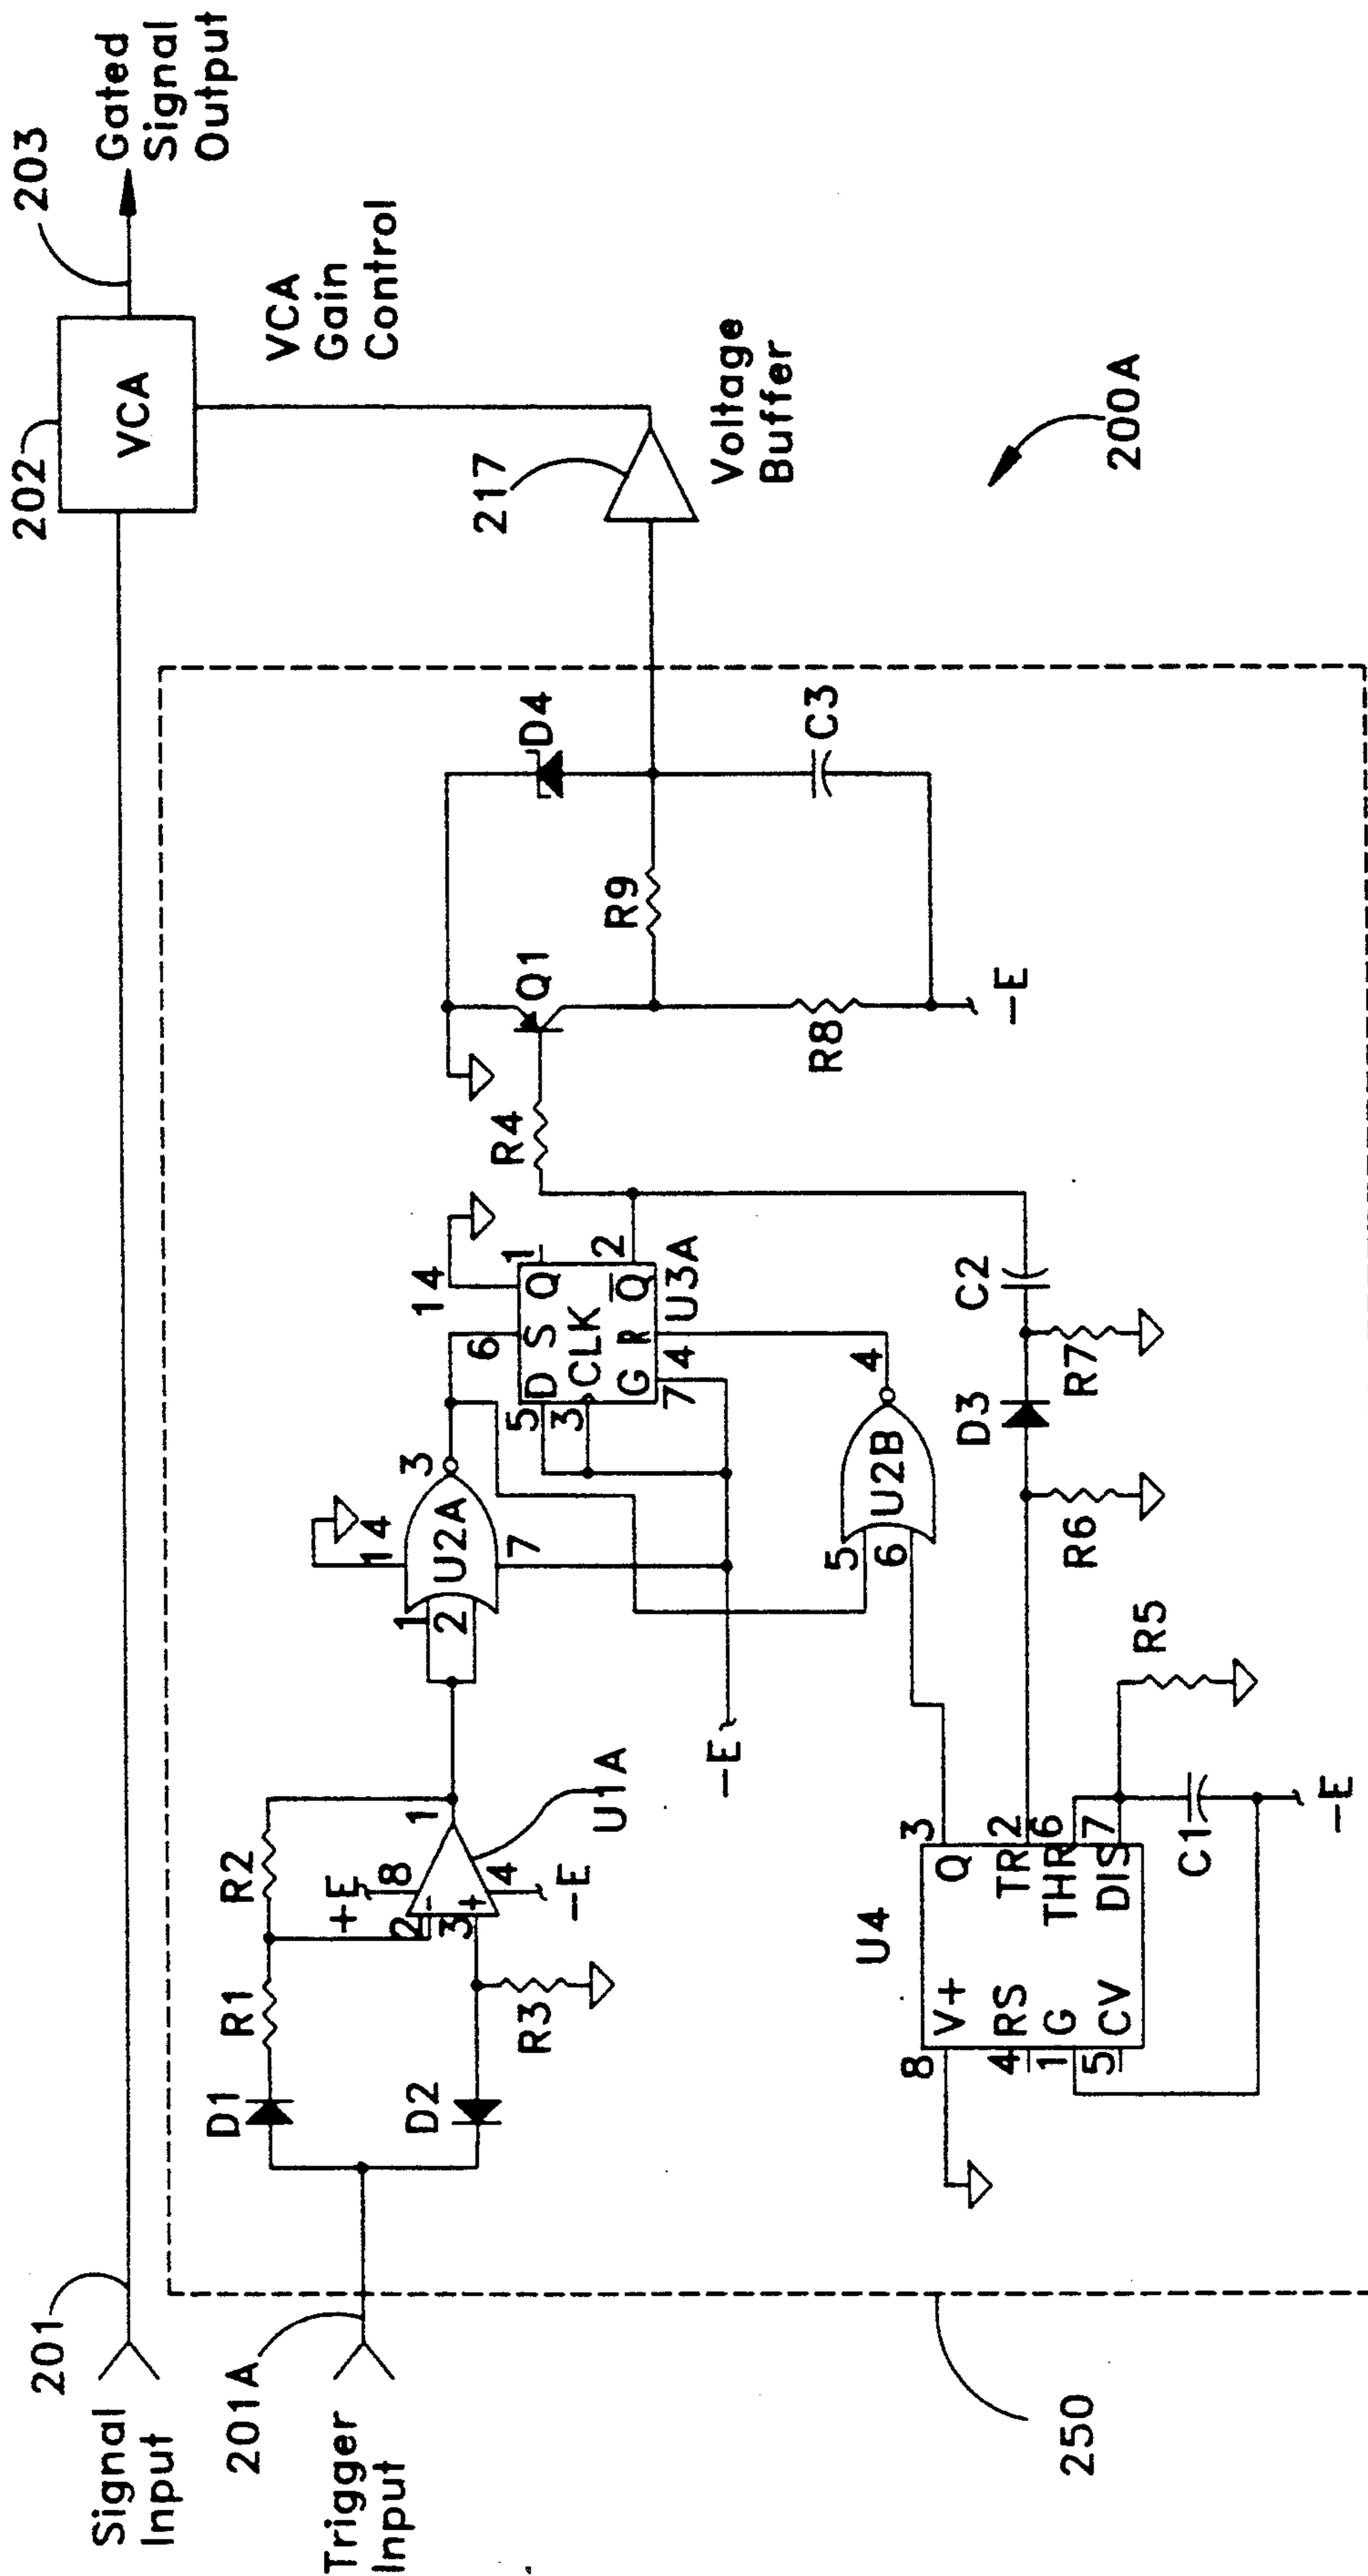 201
Signal
Input
202
VCA
203
Gated
Signal
Output
VCA
Gain
Control
201A
Trigger
Input
D1
R1
R2
+E
8
2
-
1
3
+
4
-E
U1A
D2
R3
14
1
2
U2A
3
7
-E
14
6
5
D
S
Q
1
3
CLK
G
R
Q
2
7
4
U3A
R4
Q1
D4
R9
R8
-E
C3
217
Voltage
Buffer
200A
5
6
U2B
4
U4
8
V+
Q
3
4
RS
TR
2
1
G
THR
6
5
CV
DIS
7
C1
-E
R5
R6
D3
R7
C2
250